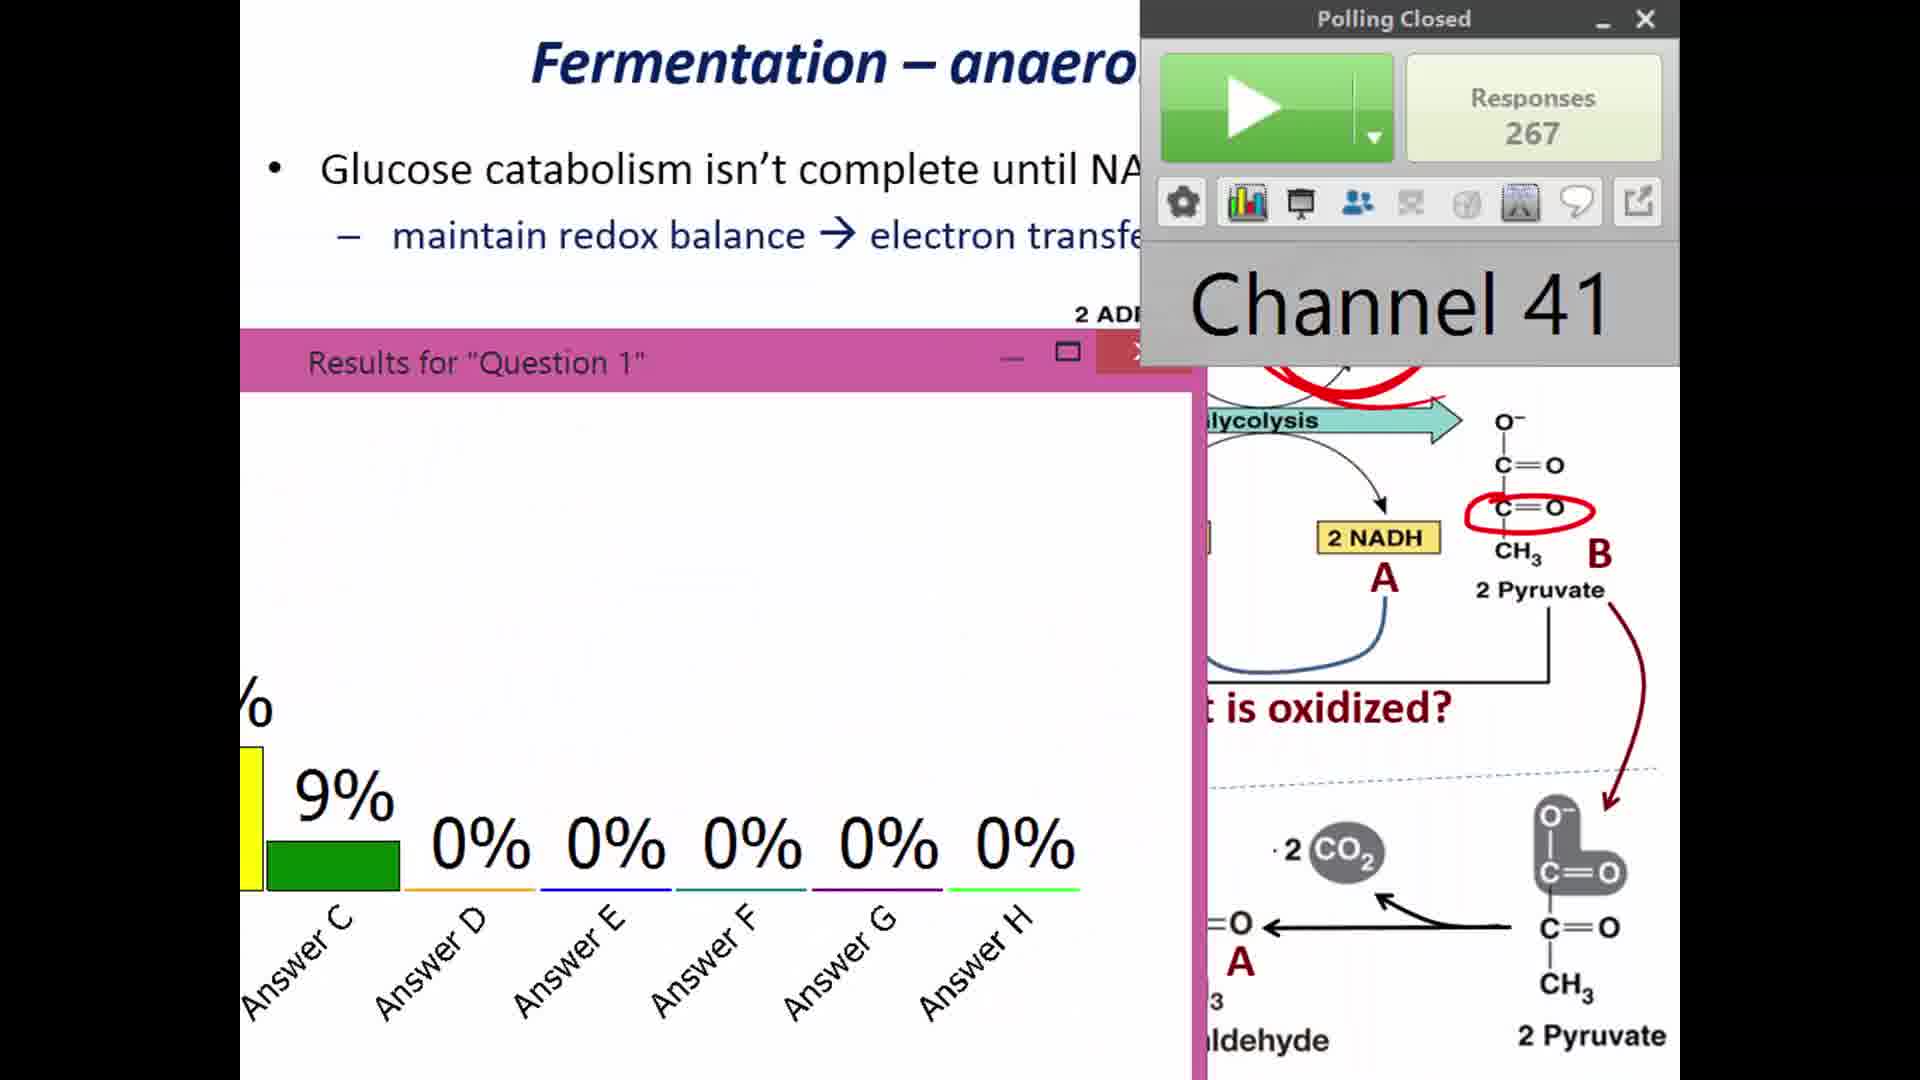 Fermentation – anaero
• Glucose catabolism isn't complete until NA
– maintain redox balance → electron transfe
2 ADP
Polling Closed
Responses
267
Channel 41
Results for "Question 1"
%
9%
0%
0%
0%
0%
0%
Answer C
Answer D
Answer E
Answer F
Answer G
Answer H
lycolysis
O⁻
C=O
C=O
CH₃
B
2 NADH
A
2 Pyruvate
t is oxidized?
2 CO₂
O⁻
C=O
=O
C=O
A
CH₃
3
ldehyde
2 Pyruvate